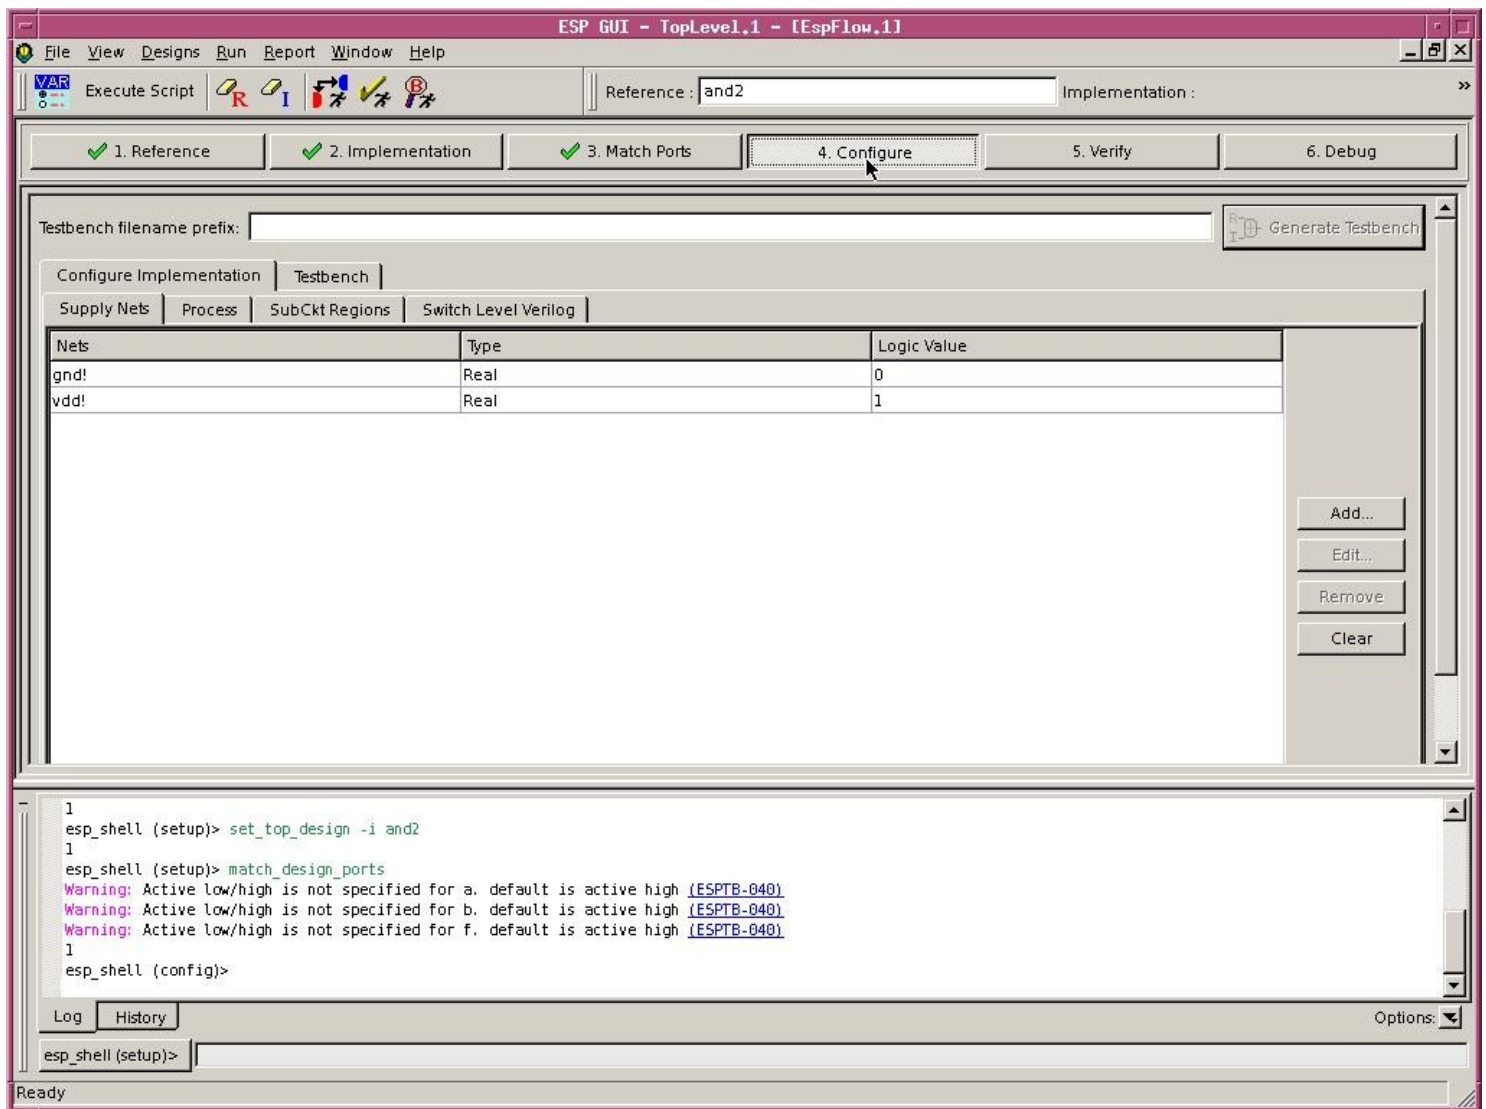 ESP GUI - TopLevel.1 - [EspFlow.1]
File View Designs Run Report Window Help
VAR Execute Script R I B Reference : and2 Implementation : »
1. Reference 2. Implementation 3. Match Ports 4. Configure 5. Verify 6. Debug
Testbench filename prefix: R I Generate Testbench
Configure Implementation Testbench
Supply Nets Process SubCkt Regions Switch Level Verilog
Nets Type Logic Value
gnd! Real 0
vdd! Real 1
Add...
Edit...
Remove
Clear
1
esp_shell (setup)> set_top_design -i and2
1
esp_shell (setup)> match_design_ports
Warning: Active low/high is not specified for a. default is active high (ESPTB-040)
Warning: Active low/high is not specified for b. default is active high (ESPTB-040)
Warning: Active low/high is not specified for f. default is active high (ESPTB-040)
1
esp_shell (config)>
Log History Options:
esp_shell (setup)>
Ready